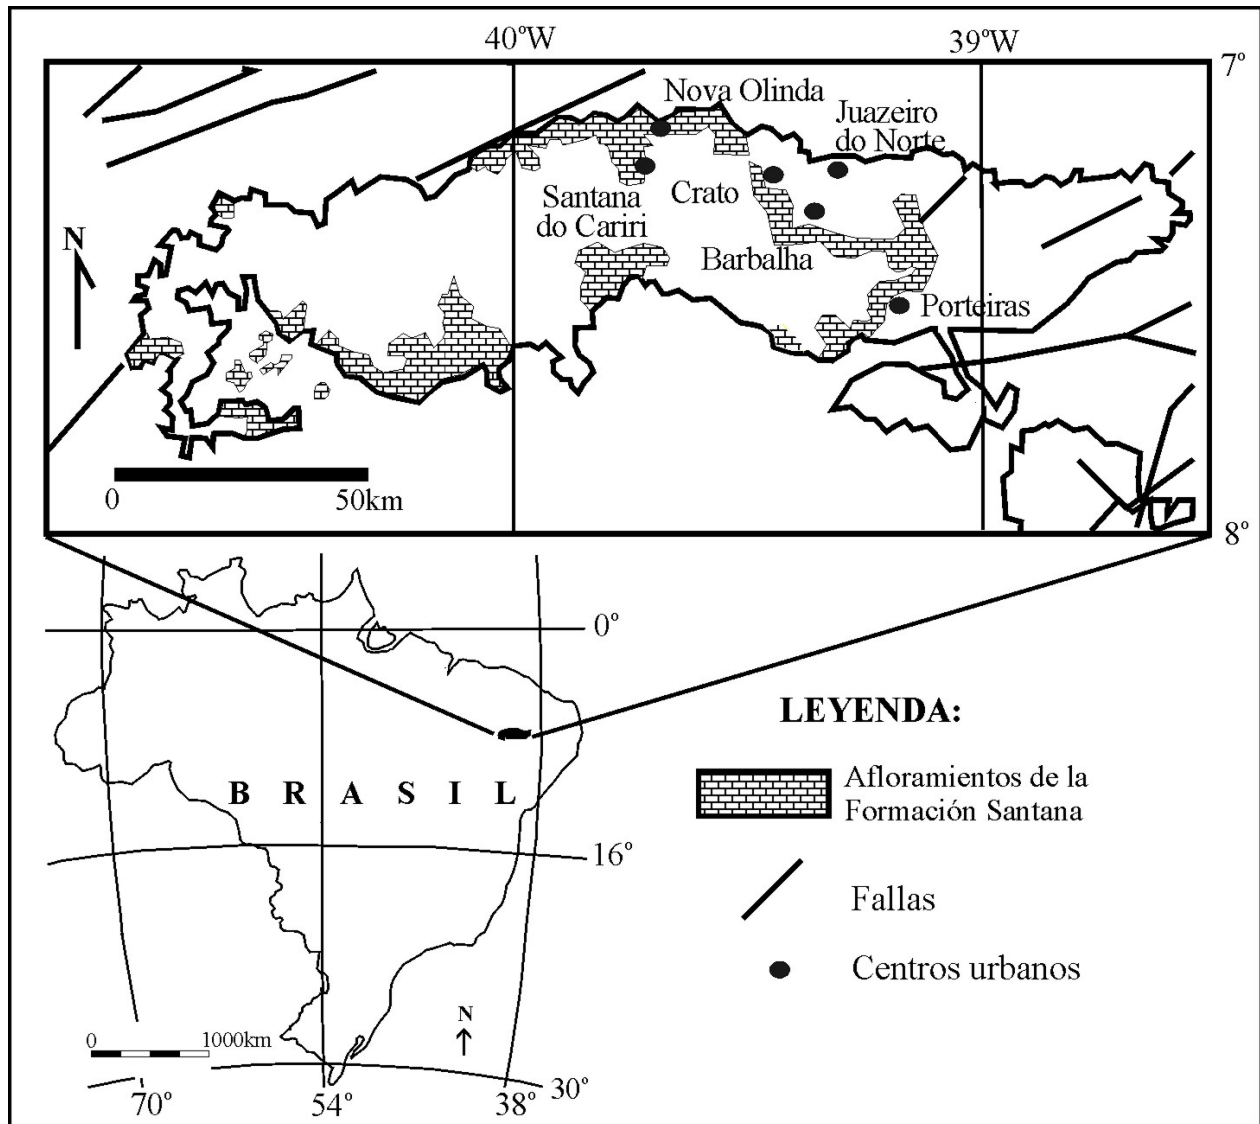 40°W
39°W
7°
Nova Olinda
Juazeiro
do Norte
Santana
do Cariri
Crato
N
Barbalha
Porteiras
0
50km
8°
0°
LEYENDA:
BRASIL
Afloramientos de la
Formación Santana
16°
Fallas
Centros urbanos
N
0
1000km
30°
70°
54°
38°